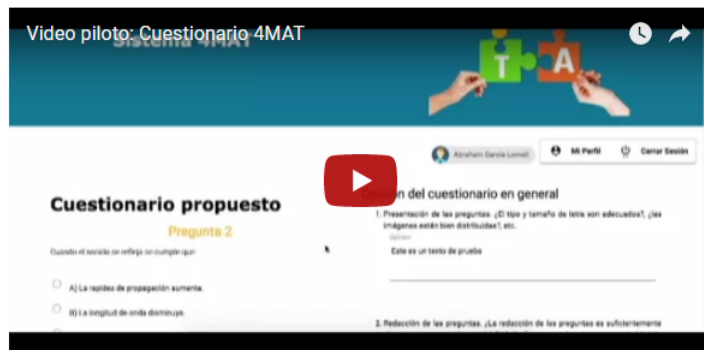 Video piloto: Cuestionario 4MAT
Sistema 4MAT
T A
Abraham García Lomelí
Mi Perfil
Cerrar Sesión
Cuestionario propuesto
Opinión del cuestionario en general
Pregunta 2
1. Presentación de las preguntas. ¿El tipo y tamaño de letra son adecuados?, ¿las
imágenes están bien distribuidas?, etc.
Opinión
Este es un texto de prueba
Cuando el sonido se refleja se cumple que:
A) La rapidez de propagación aumenta.
B) La longitud de onda disminuye.
2. Redacción de las preguntas. ¿La redacción de las preguntas es suficientemente